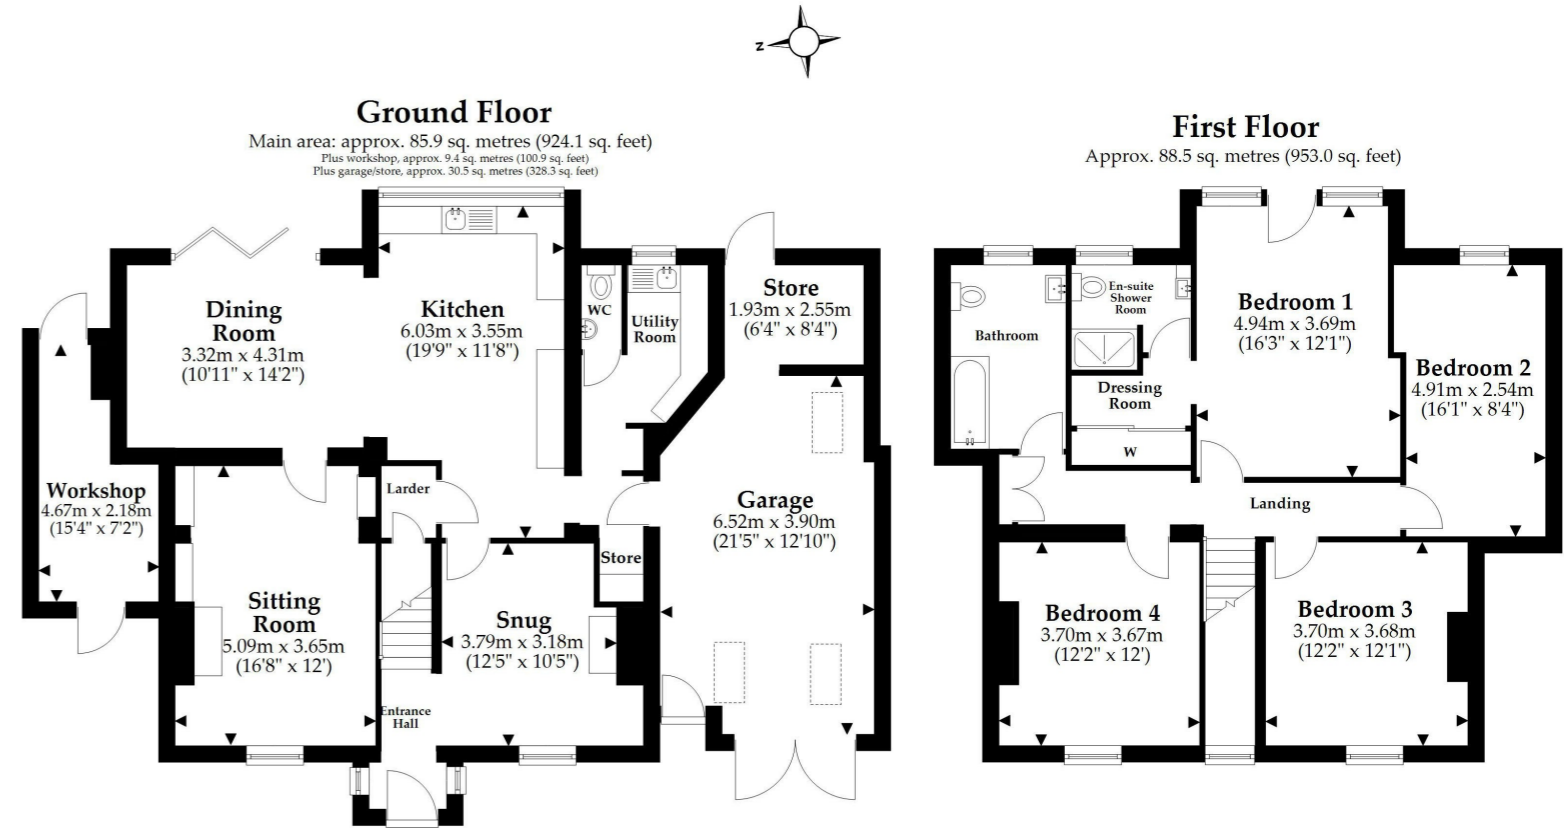 Z
Ground Floor
Main area: approx. 85.9 sq. metres (924.1 sq. feet)
Plus workshop, approx. 9.4 sq. metres (100.9 sq. feet)
Plus garage/store, approx. 30.5 sq. metres (328.3 sq. feet)
Dining
Room
3.32m x 4.31m
(10'11" x 14'2")
Kitchen
6.03m x 3.55m
(19'9" x 11'8")
WC
Utility
Room
Store
1.93m x 2.55m
(6'4" x 8'4")
Workshop
4.67m x 2.18m
(15'4" x 7'2")
Larder
Garage
6.52m x 3.90m
(21'5" x 12'10")
Store
Sitting
Room
5.09m x 3.65m
(16'8" x 12')
Snug
3.79m x 3.18m
(12'5" x 10'5")
Entrance
Hall
First Floor
Approx. 88.5 sq. metres (953.0 sq. feet)
Bathroom
En-suite
Shower
Room
Bedroom 1
4.94m x 3.69m
(16'3" x 12'1")
Dressing
Room
W
Bedroom 2
4.91m x 2.54m
(16'1" x 8'4")
Landing
Bedroom 4
3.70m x 3.67m
(12'2" x 12')
Bedroom 3
3.70m x 3.68m
(12'2" x 12'1")